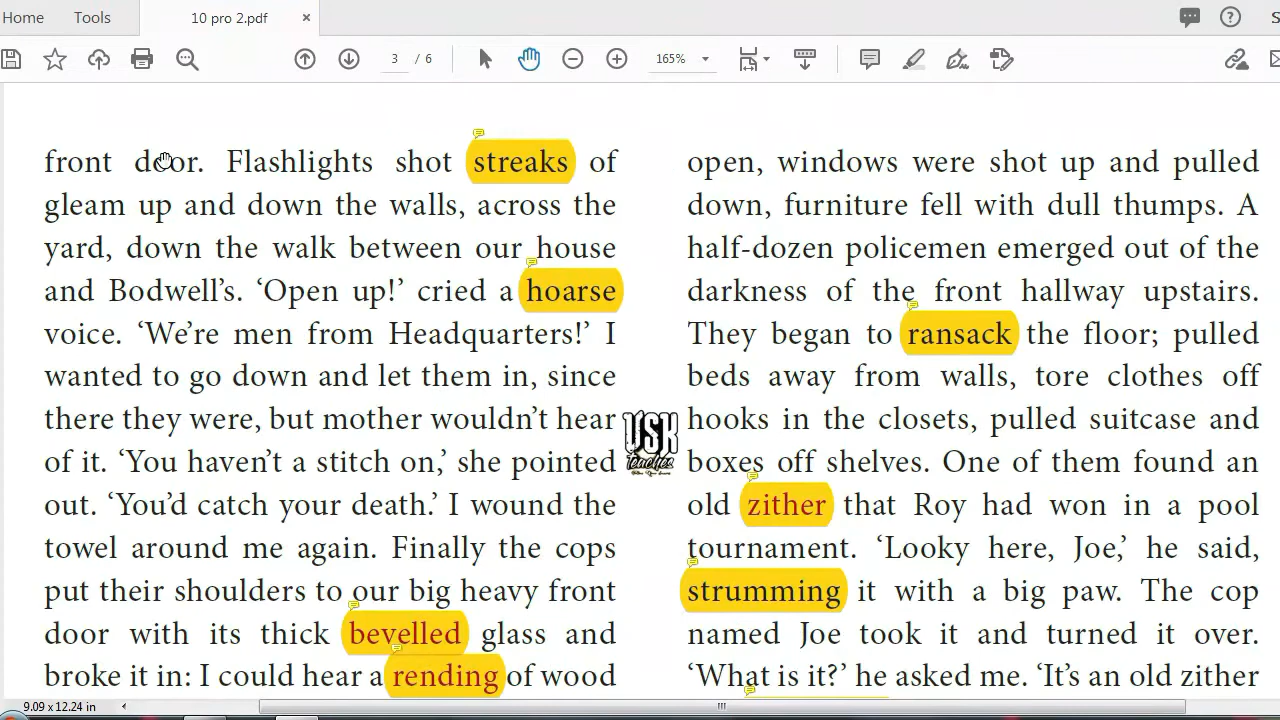 Home Tools 10 pro 2.pdf ×
3 / 6 165%
front door. Flashlights shot streaks of
gleam up and down the walls, across the
yard, down the walk between our house
and Bodwell’s. ‘Open up!’ cried a hoarse
voice. ‘We’re men from Headquarters!’ I
wanted to go down and let them in, since
there they were, but mother wouldn’t hear
of it. ‘You haven’t a stitch on,’ she pointed
out. ‘You’d catch your death.’ I wound the
towel around me again. Finally the cops
put their shoulders to our big heavy front
door with its thick bevelled glass and
broke it in: I could hear a rending of wood
open, windows were shot up and pulled
down, furniture fell with dull thumps. A
half-dozen policemen emerged out of the
darkness of the front hallway upstairs.
They began to ransack the floor; pulled
beds away from walls, tore clothes off
hooks in the closets, pulled suitcase and
boxes off shelves. One of them found an
old zither that Roy had won in a pool
tournament. ‘Looky here, Joe,’ he said,
strumming it with a big paw. The cop
named Joe took it and turned it over.
‘What is it?’ he asked me. ‘It’s an old zither
VSK
teaches
9.09 x 12.24 in